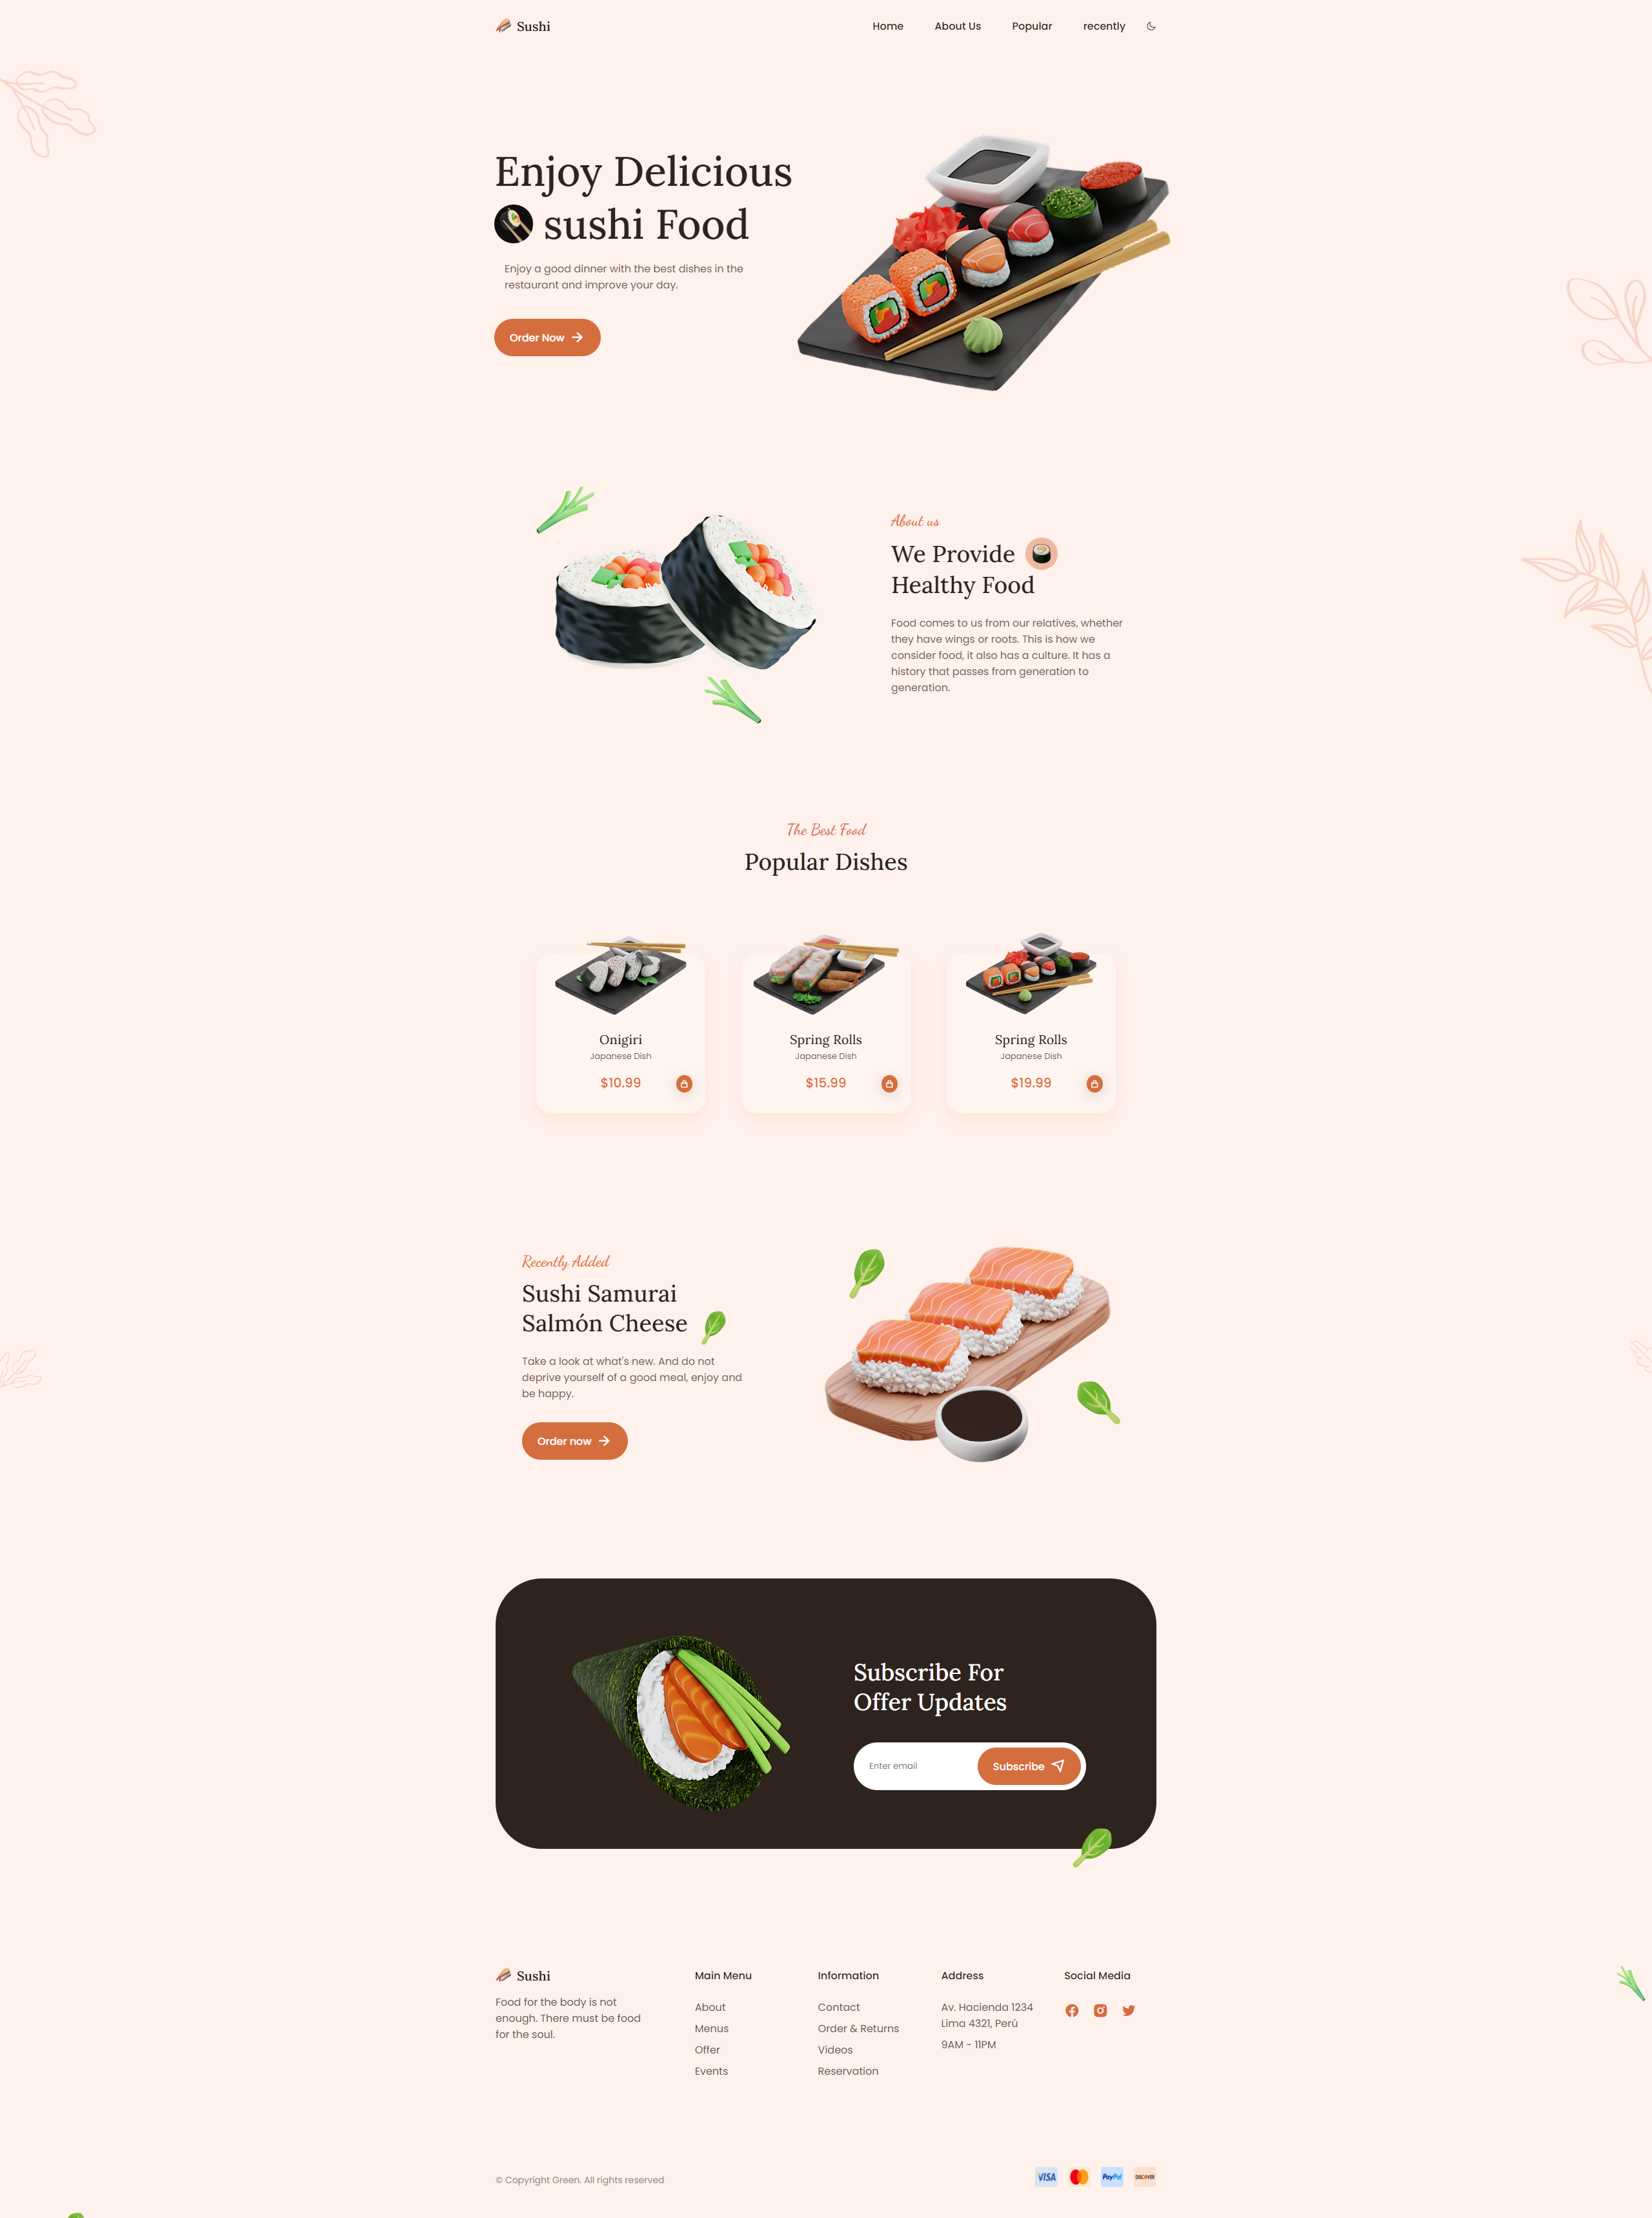 Sushi
Home
About Us
Popular
recently
Enjoy Delicious
sushi Food
Enjoy a good dinner with the best dishes in the
restaurant and improve your day.
Order Now
About us
We Provide
Healthy Food
Food comes to us from our relatives, whether
they have wings or roots. This is how we
consider food, it also has a culture. It has a
history that passes from generation to
generation.
The Best Food
Popular Dishes
Onigiri
Japanese Dish
$10.99
Spring Rolls
Japanese Dish
$15.99
Spring Rolls
Japanese Dish
$19.99
Recently Added
Sushi Samurai
Salmón Cheese
Take a look at what's new. And do not
deprive yourself of a good meal, enjoy and
be happy.
Order now
Subscribe For
Offer Updates
Enter email
Subscribe
Sushi
Food for the body is not
enough. There must be food
for the soul.
Main Menu
About
Menus
Offer
Events
Information
Contact
Order & Returns
Videos
Reservation
Address
Av. Hacienda 1234
Lima 4321, Perú
9AM - 11PM
Social Media
© Copyright Green. All rights reserved
VISA
PayPal
DISCOVER